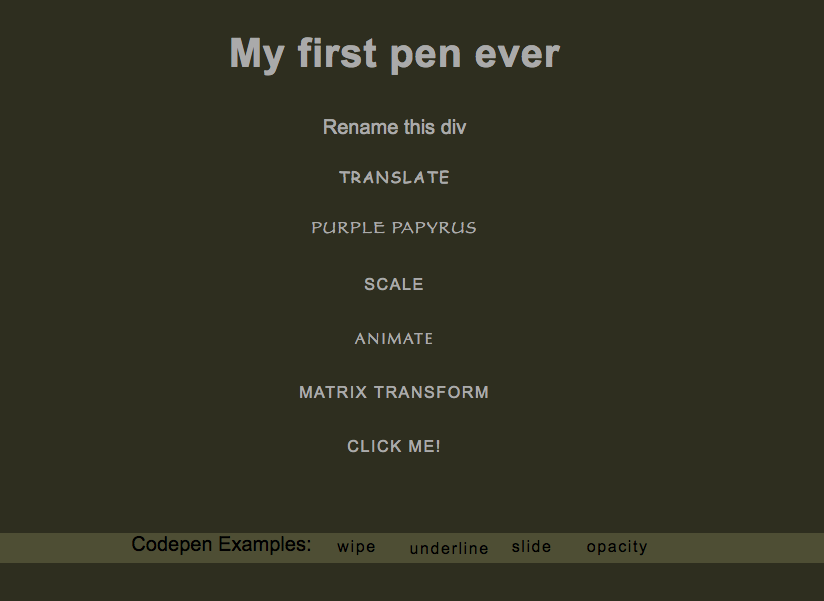 My first pen ever
Rename this div
TRANSLATE
PURPLE PAPYRUS
SCALE
ANIMATE
MATRIX TRANSFORM
CLICK ME!
Codepen Examples: wipe underline slide opacity